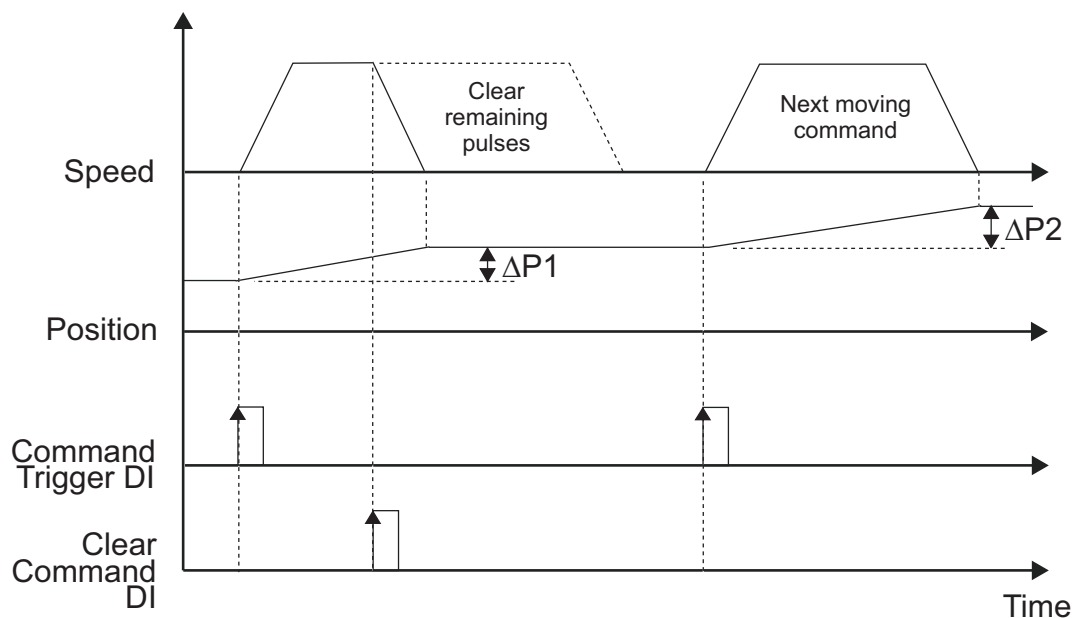 Clear
remaining
pulses
Next moving
command
Speed
ΔP1
ΔP2
Position
Command
Trigger DI
Clear
Command
DI
Time